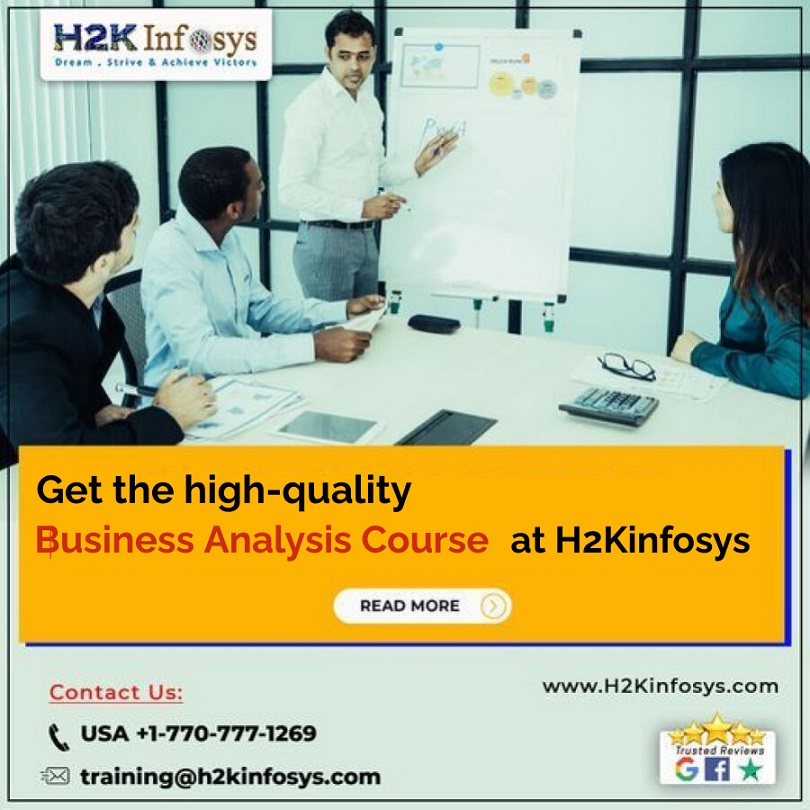 H2K Infosys
Dream , Strive & Achieve Victors
Profit
Get the high-quality
Business Analysis Course at H2Kinfosys
READ MORE
Contact Us:
www.H2Kinfosys.com
USA +1-770-777-1269
training@h2kinfosys.com
Trusted Reviews